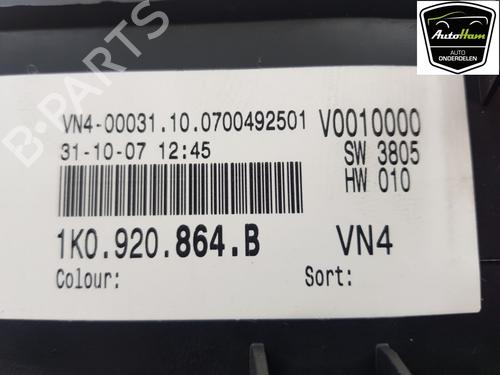 AutoHam
AUTO
ONDERDELEN
B-PARTS
VN4-00031.10.0700492501 V0010000
31-10-07 12:45 SW 3805
HW 010
1K0.920.864.B VN4
Colour: Sort: